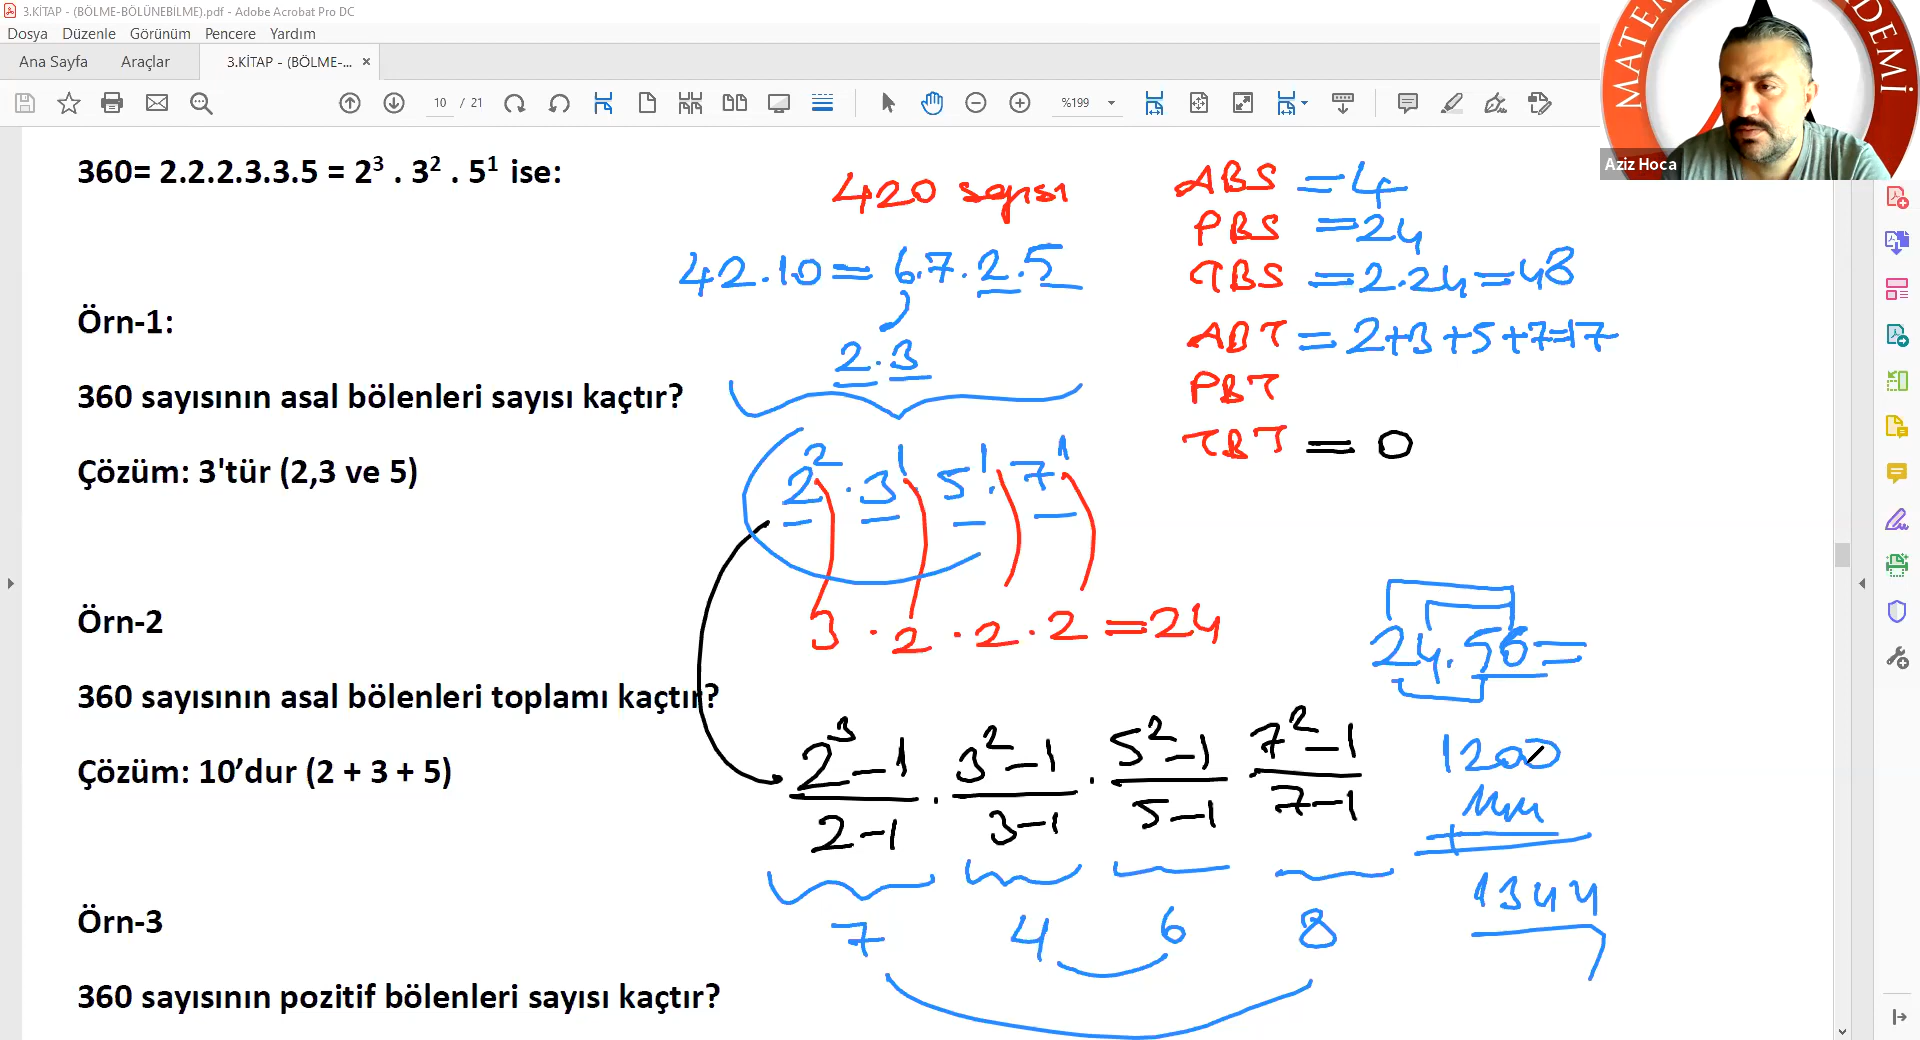 3.KİTAP - (BÖLME-BÖLÜNEBİLME).pdf - Adobe Acrobat Pro DC
Dosya Düzenle Görünüm Pencere Yardım
Ana Sayfa Araçlar 3.KİTAP - (BÖLME-... ×
10 / 21 %199
MATEM DEMİ
Aziz Hoca
360= 2.2.2.3.3.5 = 2³ . 3² . 5¹ ise:
Örn-1:
360 sayısının asal bölenleri sayısı kaçtır?
Çözüm: 3'tür (2,3 ve 5)
Örn-2
360 sayısının asal bölenleri toplamı kaçtır?
Çözüm: 10’dur (2 + 3 + 5)
Örn-3
360 sayısının pozitif bölenleri sayısı kaçtır?
420 sayısı
42.10 = 6.7.2.5
2.3
2² . 3¹ 5¹ . 7¹
3 . 2 . 2 . 2 = 24
ABS = 4
PBS = 24
TBS = 2.24 = 48
ABT = 2+3+5+7=17
PBT
TBT = 0
2³-1 . 3²-1 . 5²-1 7²-1
2-1 3-1 5-1 7-1
7 4 6 8
24.56=
1200
+
1344